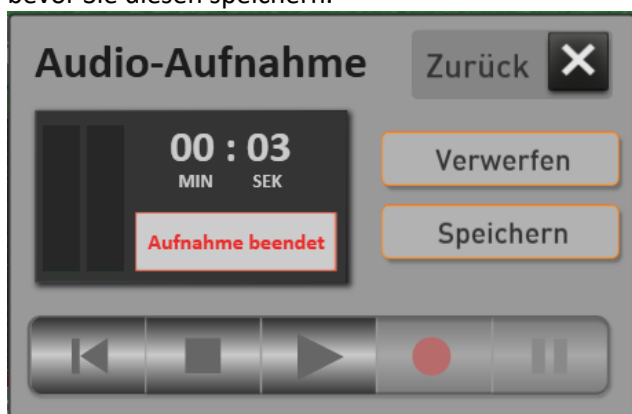 bevor Sie diesen speichern.
Audio-Aufnahme
Zurück
00 : 03
MIN SEK
Aufnahme beendet
Verwerfen
Speichern